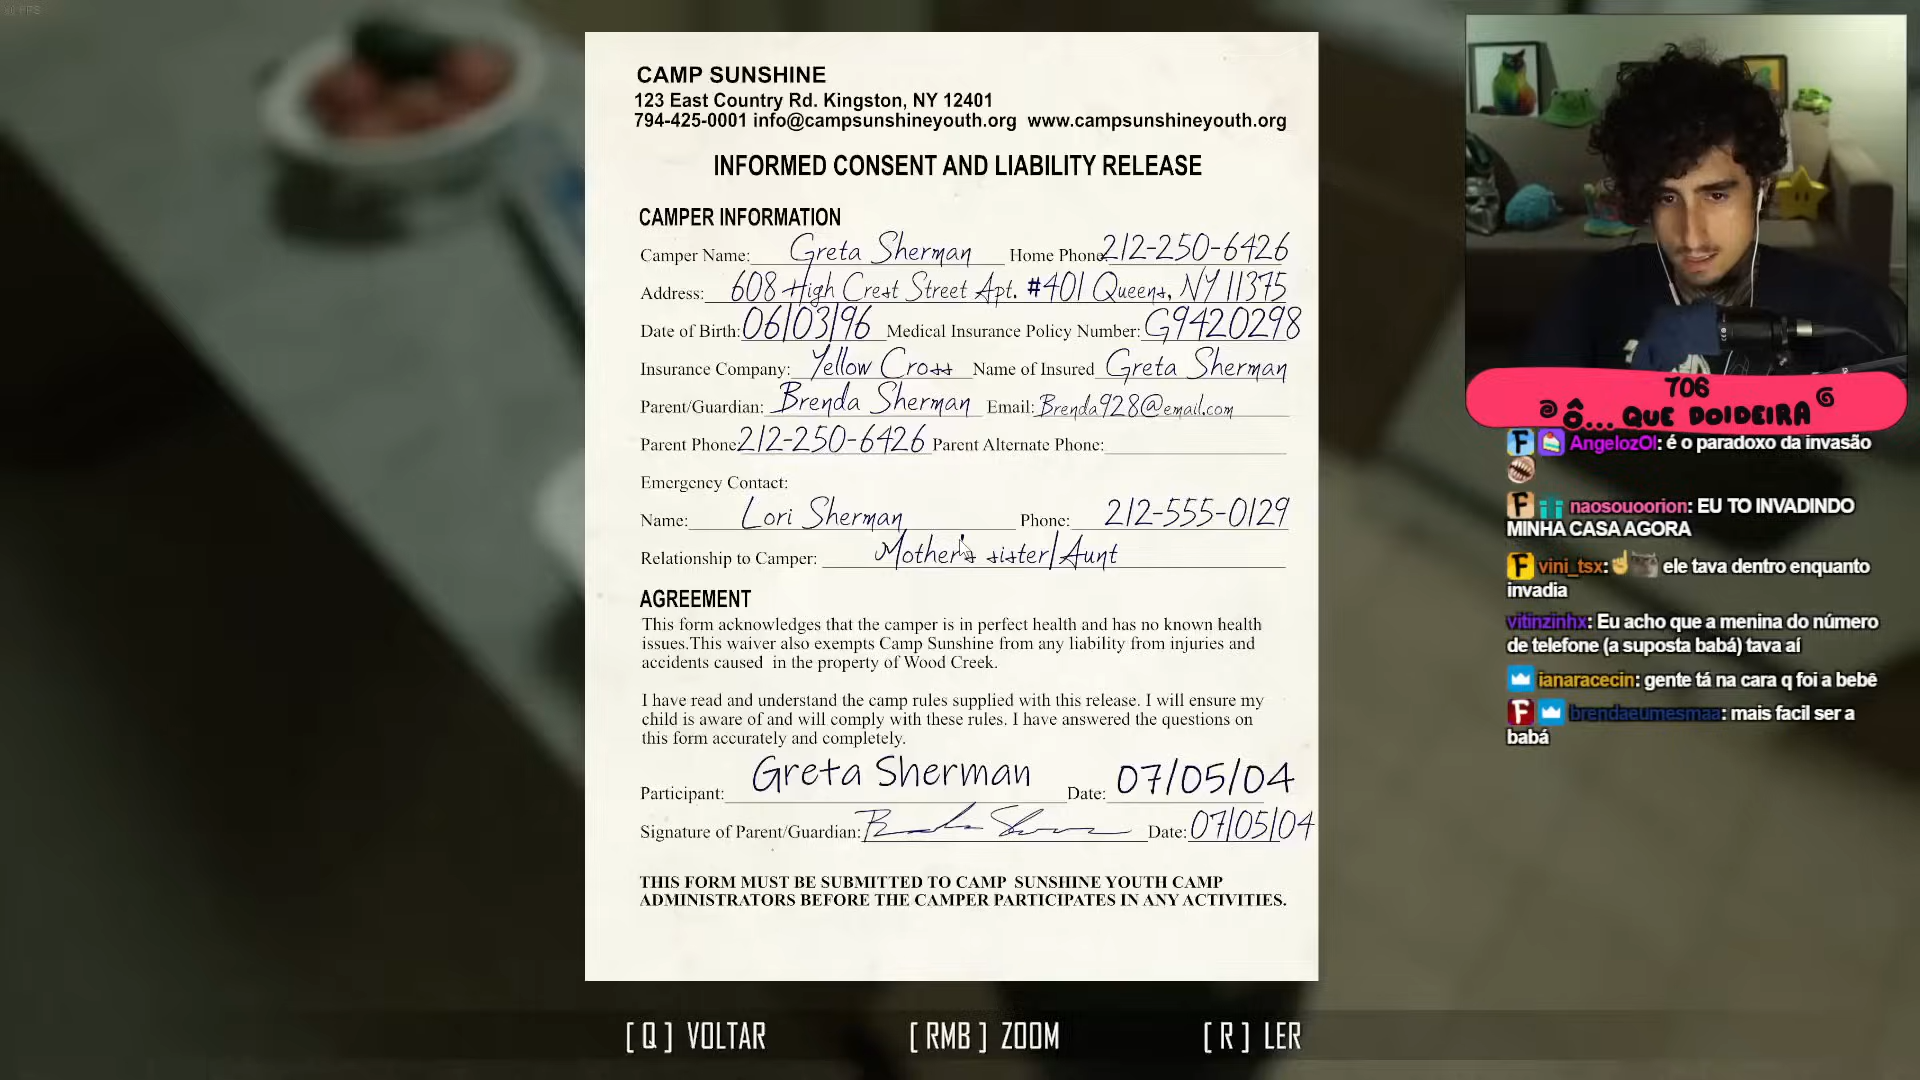 CAMP SUNSHINE
123 East Country Rd. Kingston, NY 12401
794-425-0001 info@campsunshineyouth.org www.campsunshineyouth.org
INFORMED CONSENT AND LIABILITY RELEASE
CAMPER INFORMATION
Camper Name: Greta Sherman Home Phone: 212-250-6426
Address: 608 High Crest Street Apt. #401 Queens, NY 11375
Date of Birth: 06/03/96 Medical Insurance Policy Number: G9420298
Insurance Company: Yellow Cross Name of Insured Greta Sherman
Parent/Guardian: Brenda Sherman Email: Brenda928@email.com
Parent Phone: 212-250-6426 Parent Alternate Phone:
Emergency Contact:
Name: Lori Sherman Phone: 212-555-0129
Relationship to Camper: Mother's sister/Aunt
AGREEMENT
This form acknowledges that the camper is in perfect health and has no known health
issues.This waiver also exempts Camp Sunshine from any liability from injuries and
accidents caused in the property of Wood Creek.
I have read and understand the camp rules supplied with this release. I will ensure my
child is aware of and will comply with these rules. I have answered the questions on
this form accurately and completely.
Participant: Greta Sherman Date: 07/05/04
Signature of Parent/Guardian: Date: 07/05/04
THIS FORM MUST BE SUBMITTED TO CAMP SUNSHINE YOUTH CAMP
ADMINISTRATORS BEFORE THE CAMPER PARTICIPATES IN ANY ACTIVITIES.
[ Q ] VOLTAR [ RMB ] ZOOM [ R ] LER
706
Ô... QUE DOIDEIRA
AngelozOl: é o paradoxo da invasão
naosouoorion: EU TO INVADINDO
MINHA CASA AGORA
vini_tsx: ele tava dentro enquanto
invadia
vitinzinhx: Eu acho que a menina do número
de telefone (a suposta babá) tava aí
ianaracecin: gente tá na cara q foi a bebê
brendaeumesmaa: mais facil ser a
babá